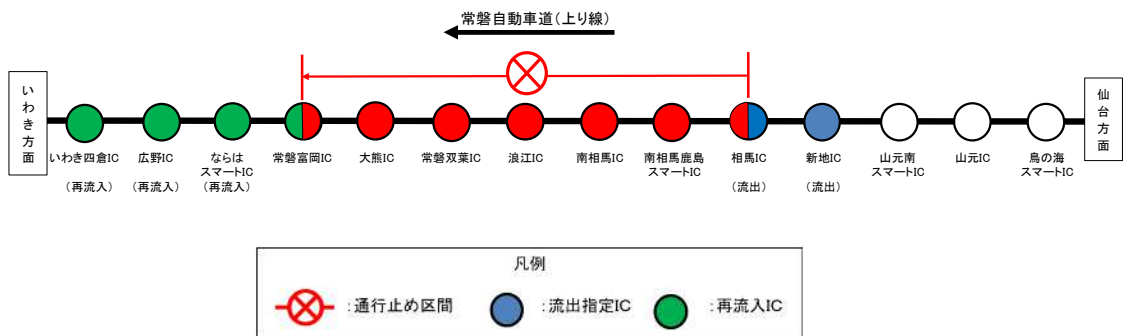 常磐自動車道(上り線)
いわき方面
仙台方面
いわき四倉IC
(再流入)
広野IC
(再流入)
ならは
スマートIC
(再流入)
常磐富岡IC
大熊IC
常磐双葉IC
浪江IC
南相馬IC
南相馬鹿島
スマートIC
相馬IC
(流出)
新地IC
(流出)
山元南
スマートIC
山元IC
鳥の海
スマートIC
凡例
:通行止め区間
:流出指定IC
:再流入IC